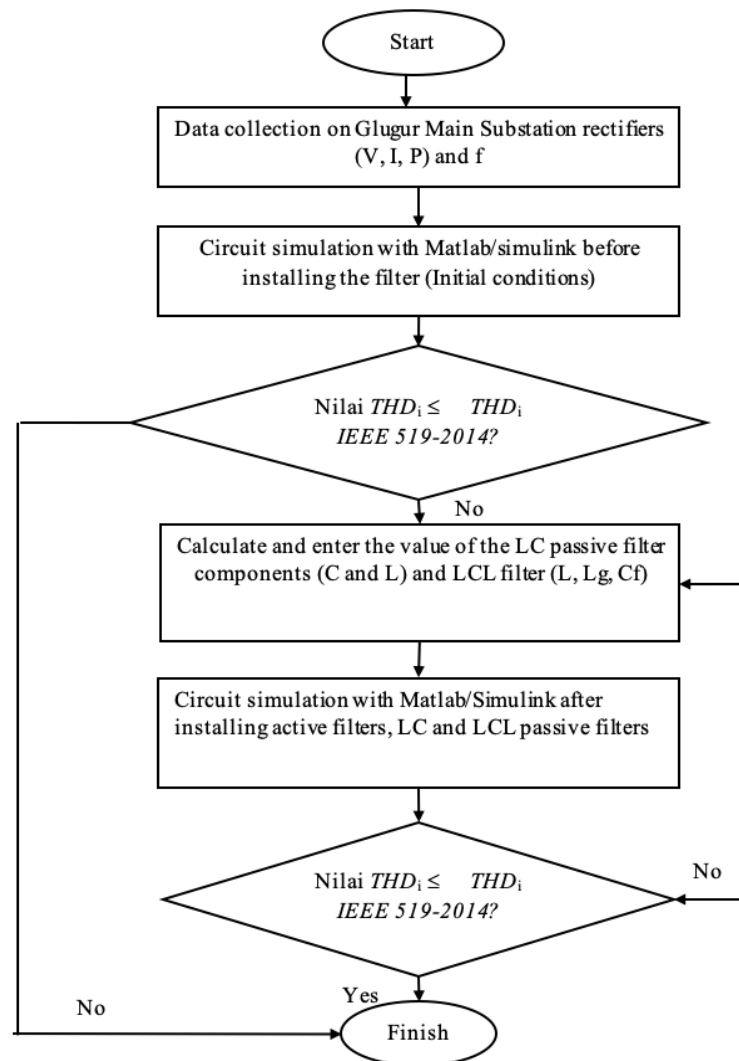 Start
Data collection on Glugur Main Substation rectifiers
(V, I, P) and f
Circuit simulation with Matlab/simulink before
installing the filter (Initial conditions)
Nilai THDi ≤ THDi
IEEE 519-2014?
No
Calculate and enter the value of the LC passive filter
components (C and L) and LCL filter (L, Lg, Cf)
Circuit simulation with Matlab/Simulink after
installing active filters, LC and LCL passive filters
Nilai THDi ≤ THDi
IEEE 519-2014?
No
Yes
No
Finish